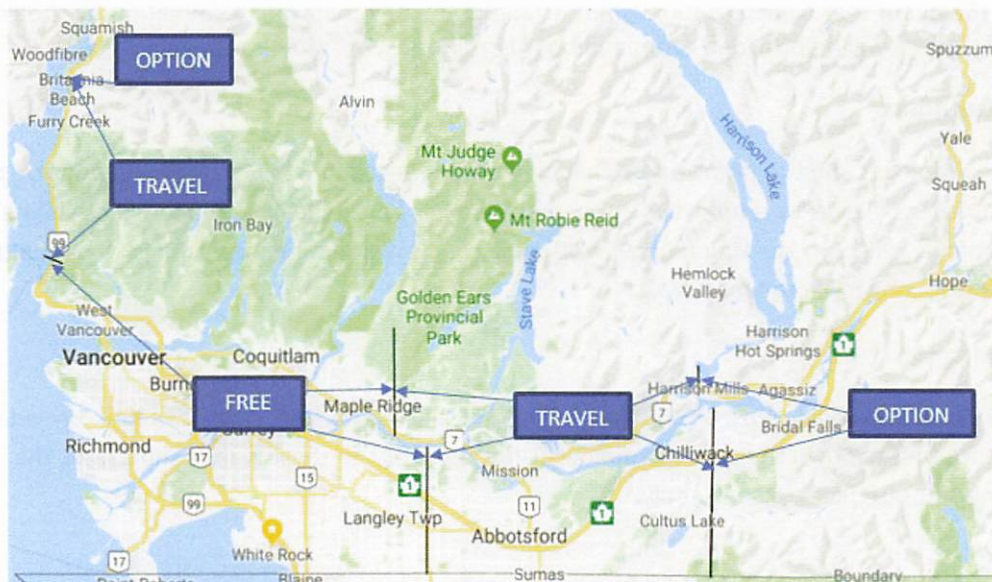 Squamish
Woodfibre
OPTION
Spuzzum
Britannia
Beach
Alvin
Furry Creek
Harrison Lake
Yale
Mt Judge
Howay
TRAVEL
Squeah
Mt Robie Reid
Iron Bay
99
Stave Lake
Hemlock
Valley
Hope
Golden Ears
Provincial
Park
West
Vancouver
Harrison
Hot Springs
1
Vancouver
Coquitlam
FREE
Maple Ridge
TRAVEL
Harrison Mills
Agassiz
OPTION
7
Bridal Falls
Richmond
7
Chilliwack
17
Mission
15
1
99
Langley Twp
11
1
Cultus Lake
Abbotsford
White Rock
17
Blaine
Sumas
Boundary